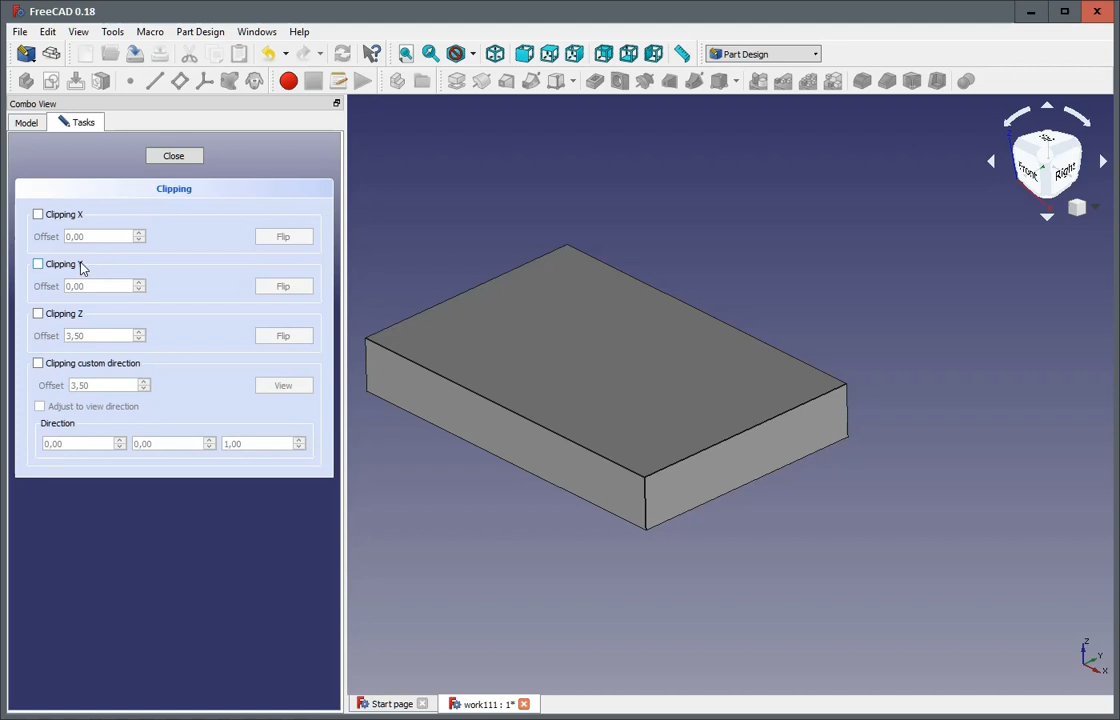 FreeCAD 0.18
File Edit View Tools Macro Part Design Windows Help
Part Design
Combo View
Model Tasks
Close
Clipping
Clipping X
Offset 0,00 Flip
Clipping Y
Offset 0,00 Flip
Clipping Z
Offset 3,50 Flip
Clipping custom direction
Offset 3,50 View
Adjust to view direction
Direction
0,00 0,00 1,00
Front Right
Z
Y
X
Start page work111 : 1*